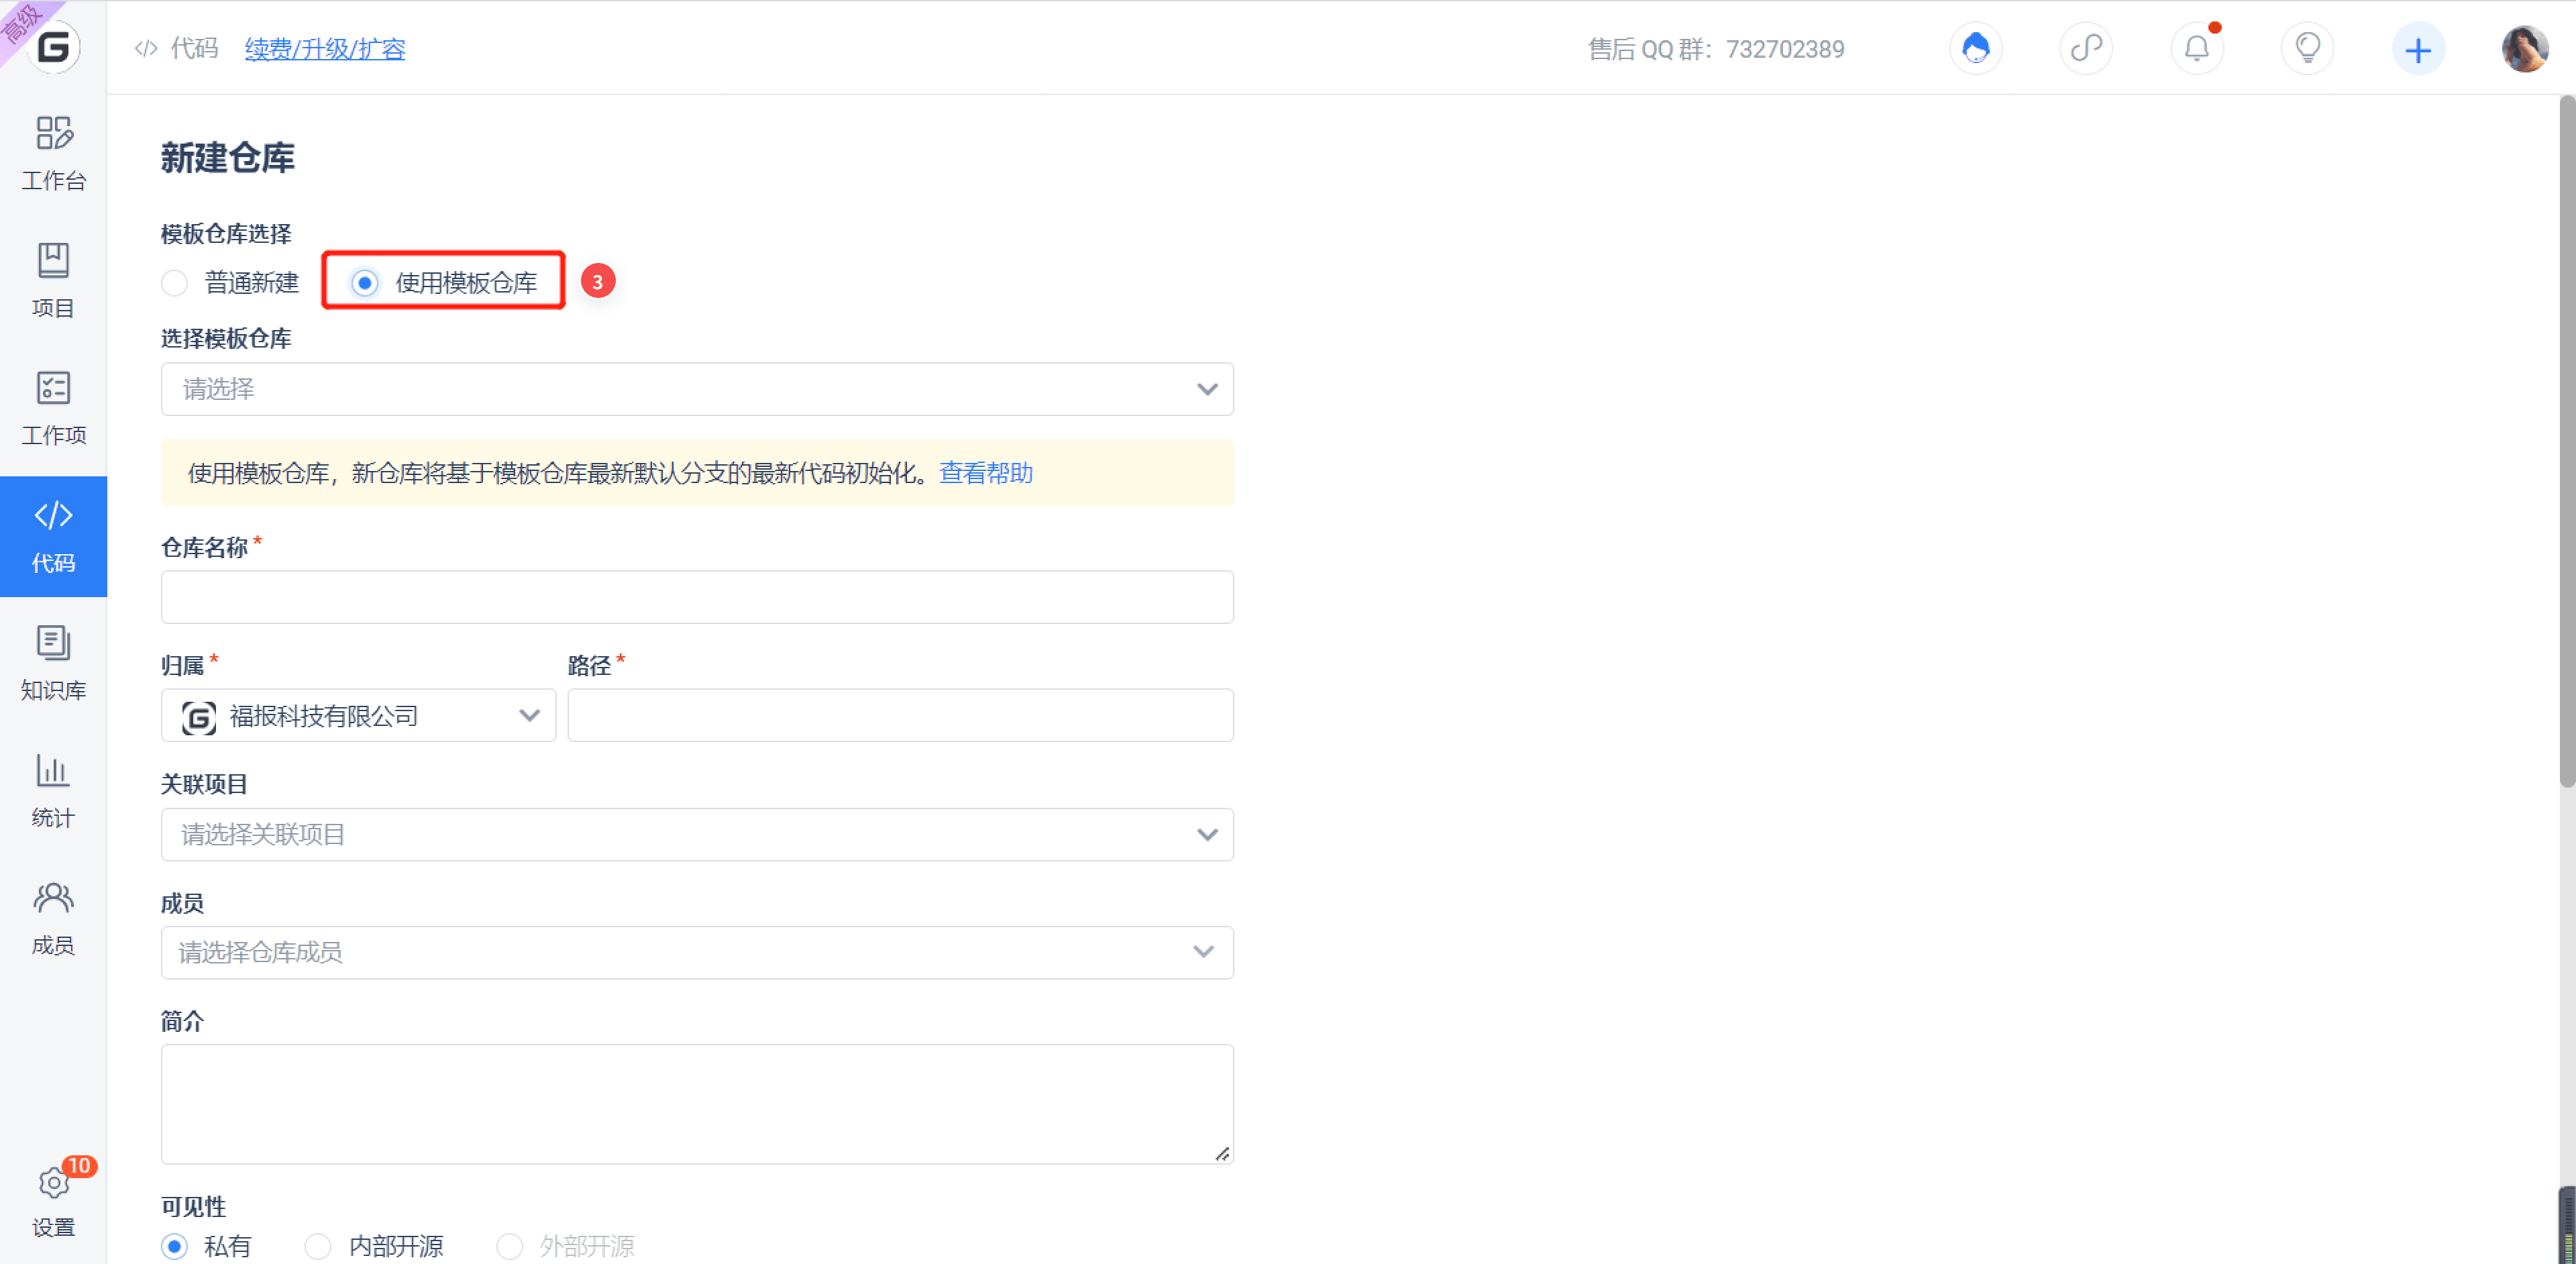 高级
代码 续费/升级/扩容 售后 QQ 群：732702389
工作台
项目
工作项
代码
知识库
统计
成员
10
设置
新建仓库
模板仓库选择
普通新建 使用模板仓库 3
选择模板仓库
请选择
使用模板仓库，新仓库将基于模板仓库最新默认分支的最新代码初始化。查看帮助
仓库名称*
归属* 路径*
G 福报科技有限公司
关联项目
请选择关联项目
成员
请选择仓库成员
简介
可见性
私有 内部开源 外部开源